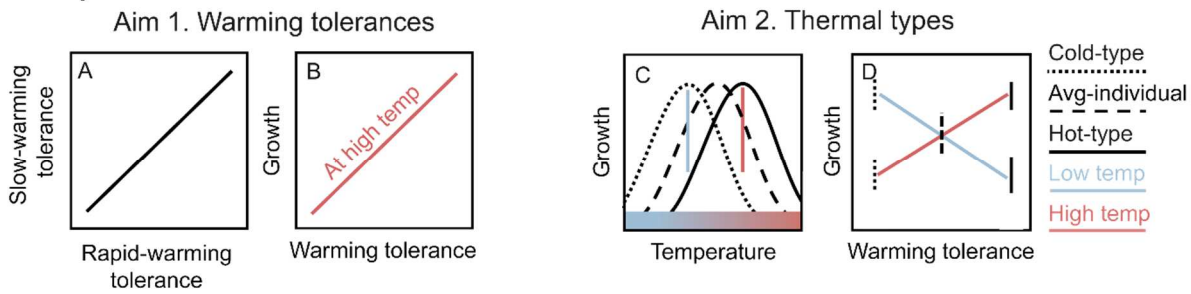 Aim 1. Warming tolerances
A
Slow-warming
tolerance
Rapid-warming
tolerance
B
Growth
At high temp
Warming tolerance
Aim 2. Thermal types
C
Growth
Temperature
D
Growth
Warming tolerance
Cold-type
Avg-individual
Hot-type
Low temp
High temp